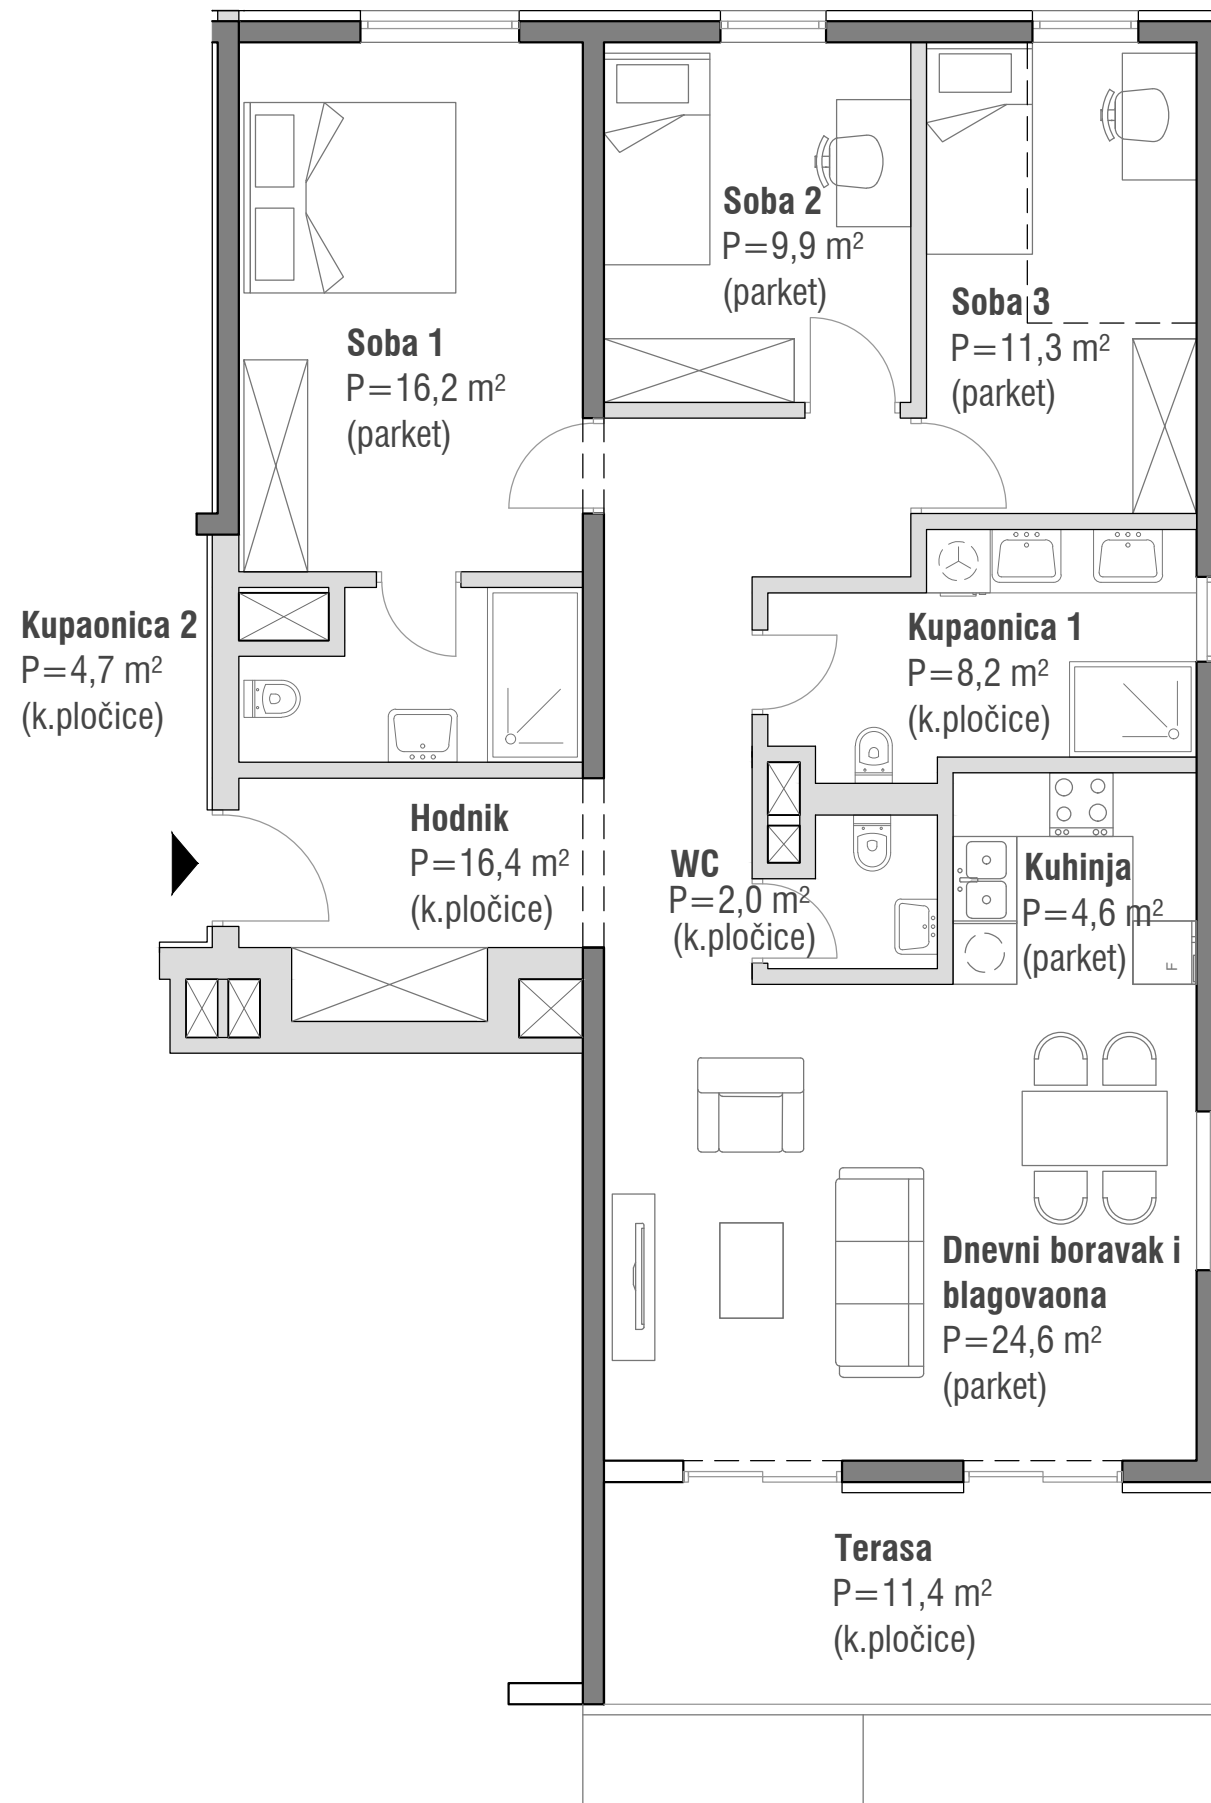 Soba 2
P=9,9 m²
(parket)
Soba 3
P=11,3 m²
(parket)
Soba 1
P=16,2 m²
(parket)
Kupaonica 2
P=4,7 m²
(k.pločice)
Kupaonica 1
P=8,2 m²
(k.pločice)
Hodnik
P=16,4 m²
(k.pločice)
WC
P=2,0 m²
(k.pločice)
Kuhinja
P=4,6 m²
(parket)
F
Dnevni boravak i
blagovaona
P=24,6 m²
(parket)
Terasa
P=11,4 m²
(k.pločice)